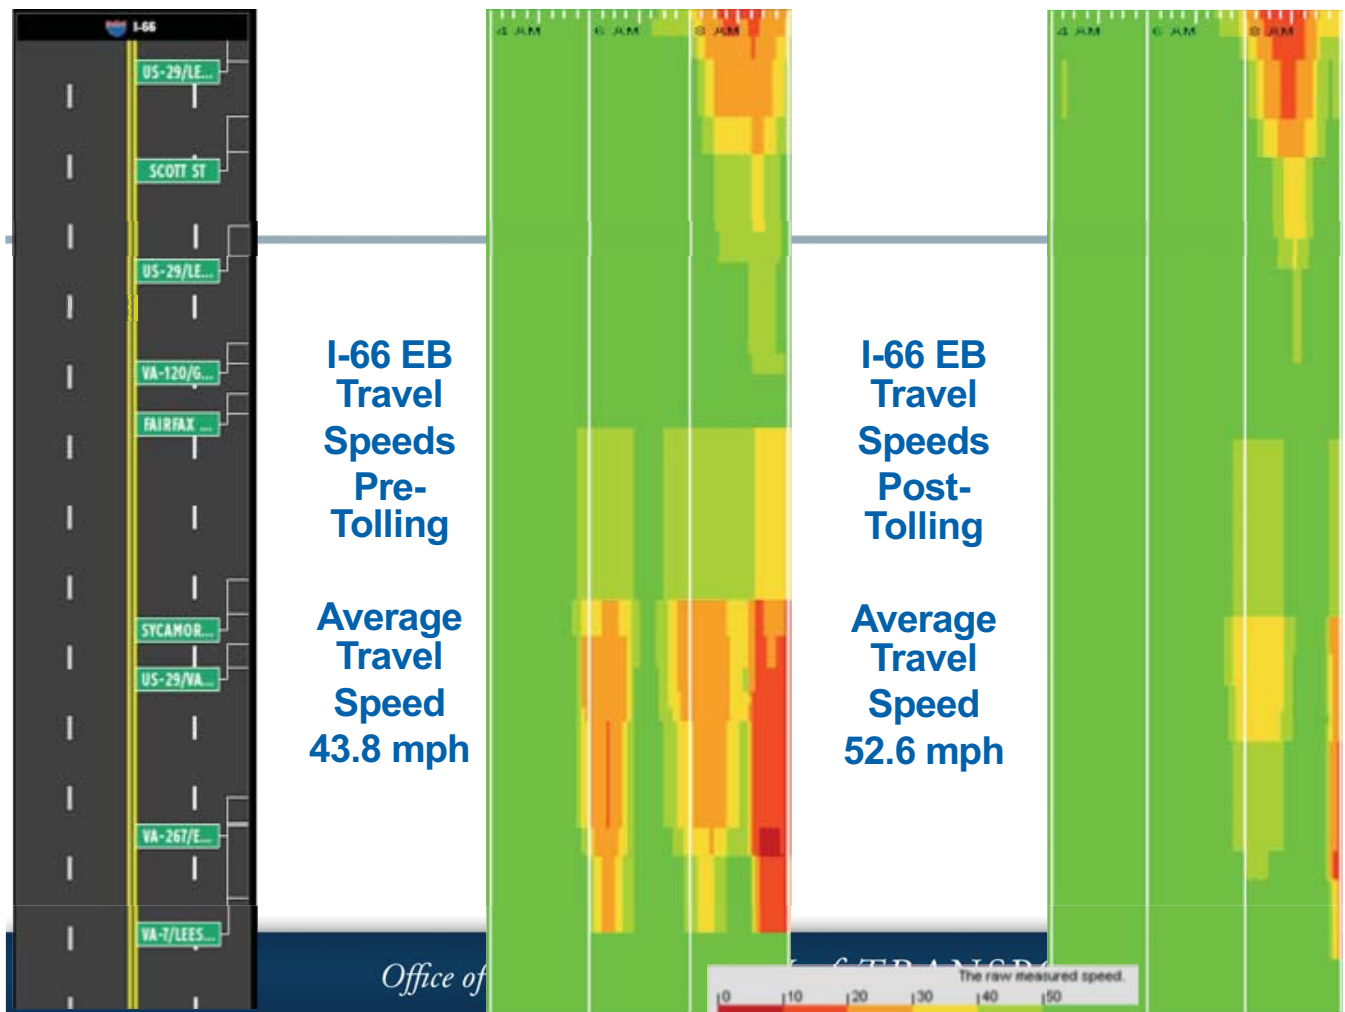 I-66
US-29/LE...
SCOTT ST
US-29/LE...
VA-120/G...
FAIRFAX ...
SYCAMOR...
US-29/VA...
VA-267/E...
VA-7/LEES...
I-66 EB
Travel
Speeds
Pre-
Tolling
Average
Travel
Speed
43.8 mph
4 AM 6 AM 8 AM
I-66 EB
Travel
Speeds
Post-
Tolling
Average
Travel
Speed
52.6 mph
4 AM 6 AM 8 AM
Office of
The raw measured speed.
0 10 20 30 40 50